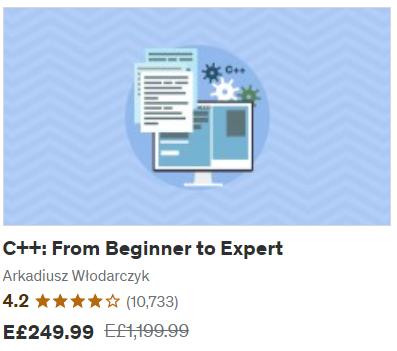 C++
C++: From Beginner to Expert
Arkadiusz Włodarczyk
4.2 (10,733)
E£249.99 E£1,199.99